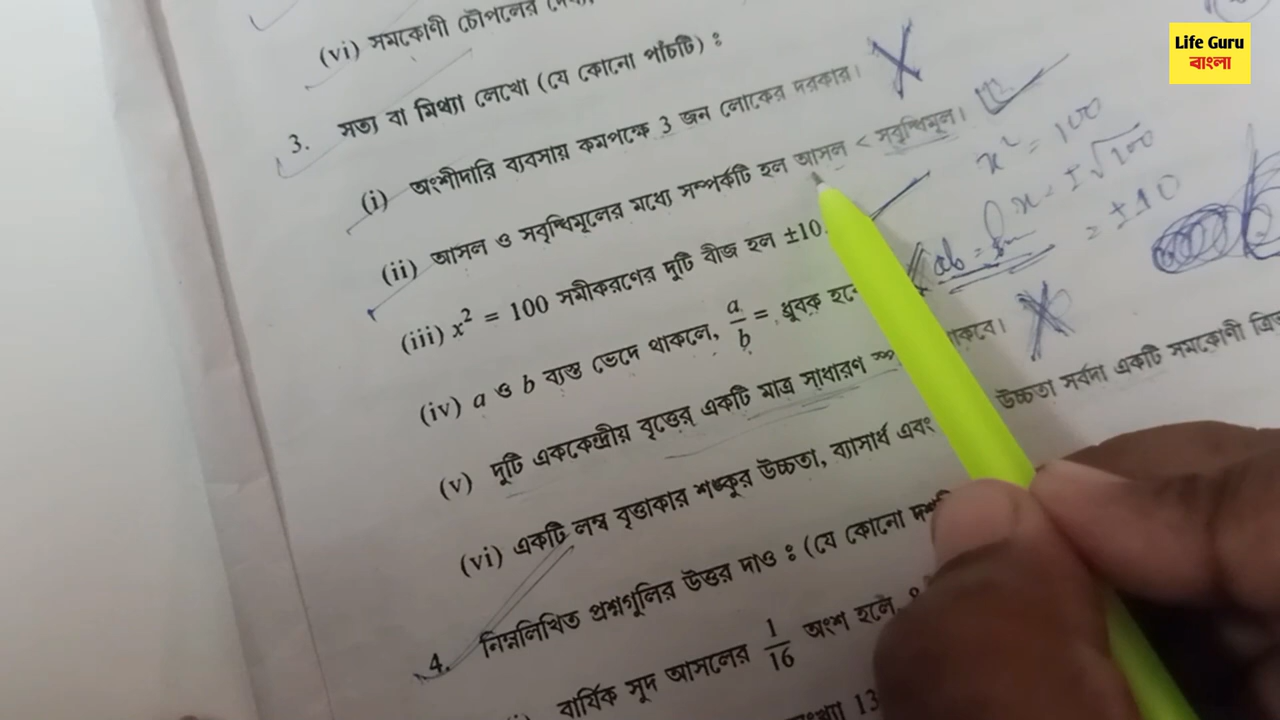 (vi) সমকোণী চৌপলের
3. সত্য বা মিথ্যা লেখো (যে কোনো পাঁচটি) :
(i) অংশীদারি ব্যবসায় কমপক্ষে 3 জন লোকের দরকার।
(ii) আসল ও সবৃদ্ধিমূলের মধ্যে সম্পর্কটি হল আসল < সবৃদ্ধিমূল।
(iii) x² = 100 সমীকরণের দুটি বীজ হল ±10
x² = 100
x = ±√100
= ±10
(iv) a ও b ব্যস্ত ভেদে থাকলে, a/b = ধ্রুবক
ab =
(v) দুটি এককেন্দ্রীয় বৃত্তের একটি মাত্র সাধারণ থাকবে।
(vi) একটি লম্ব বৃত্তাকার শঙ্কুর উচ্চতা, ব্যাসার্ধ এবং উচ্চতা সর্বদা একটি সমকোণী
4. নিম্নলিখিত প্রশ্নগুলির উত্তর দাও : (যে কোনো
বার্ষিক সুদ আসলের 1/16 অংশ হলে
13
Life Guru
বাংলা